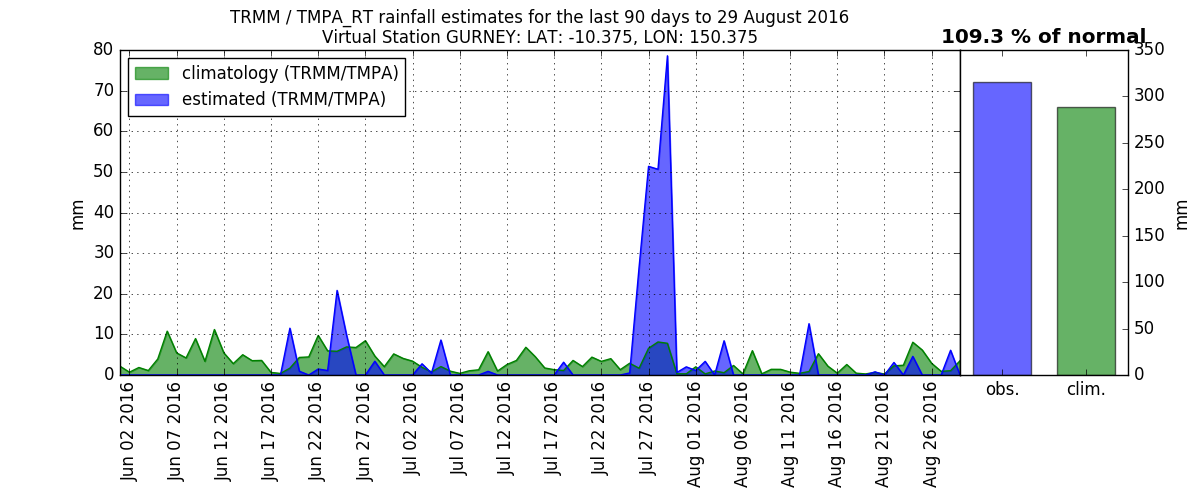 TRMM / TMPA_RT rainfall estimates for the last 90 days to 29 August 2016
Virtual Station GURNEY: LAT: -10.375, LON: 150.375
109.3 % of normal
climatology (TRMM/TMPA)
estimated (TRMM/TMPA)
80
70
60
50
40
30
20
10
0
mm
Jun 02 2016
Jun 07 2016
Jun 12 2016
Jun 17 2016
Jun 22 2016
Jun 27 2016
Jul 02 2016
Jul 07 2016
Jul 12 2016
Jul 17 2016
Jul 22 2016
Jul 27 2016
Aug 01 2016
Aug 06 2016
Aug 11 2016
Aug 16 2016
Aug 21 2016
Aug 26 2016
obs.
clim.
350
300
250
200
150
100
50
0
mm